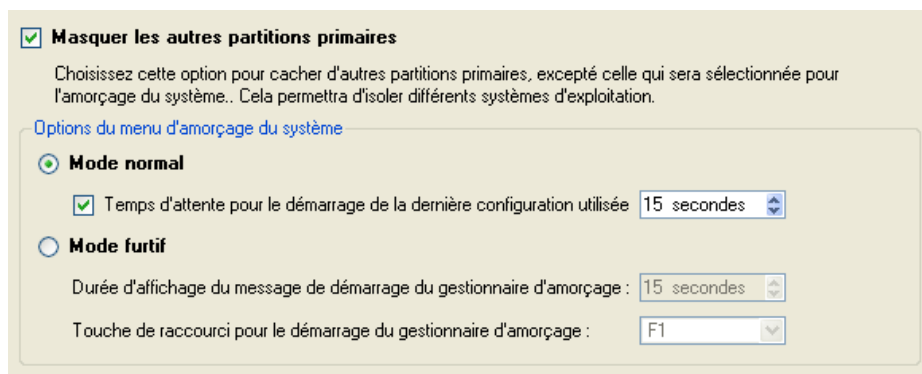 Masquer les autres partitions primaires
Choisissez cette option pour cacher d'autres partitions primaires, excepté celle qui sera sélectionnée pour
l'amorçage du système.. Cela permettra d'isoler différents systèmes d'exploitation.
Options du menu d'amorçage du système
Mode normal
Temps d'attente pour le démarrage de la dernière configuration utilisée 15 secondes
Mode furtif
Durée d'affichage du message de démarrage du gestionnaire d'amorçage : 15 secondes
Touche de raccourci pour le démarrage du gestionnaire d'amorçage : F1